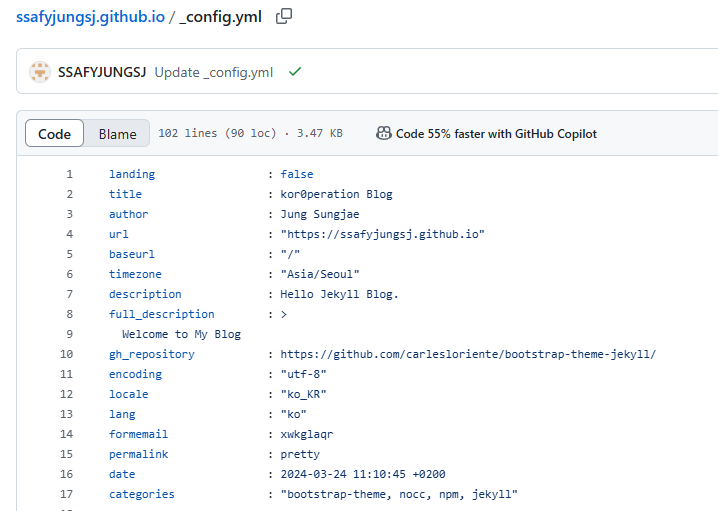 ssafyjungsj.github.io / _config.yml
SSAFYJUNGSJ Update _config.yml
Code Blame 102 lines (90 loc) · 3.47 KB Code 55% faster with GitHub Copilot
1 landing : false
2 title : kor0peration Blog
3 author : Jung Sungjae
4 url : "https://ssafyjungsj.github.io"
5 baseurl : "/"
6 timezone : "Asia/Seoul"
7 description : Hello Jekyll Blog.
8 full_description : >
9 Welcome to My Blog
10 gh_repository : https://github.com/carlesloriente/bootstrap-theme-jekyll/
11 encoding : "utf-8"
12 locale : "ko_KR"
13 lang : "ko"
14 formemail : xwkglaqr
15 permalink : pretty
16 date : 2024-03-24 11:10:45 +0200
17 categories : "bootstrap-theme, nocc, npm, jekyll"